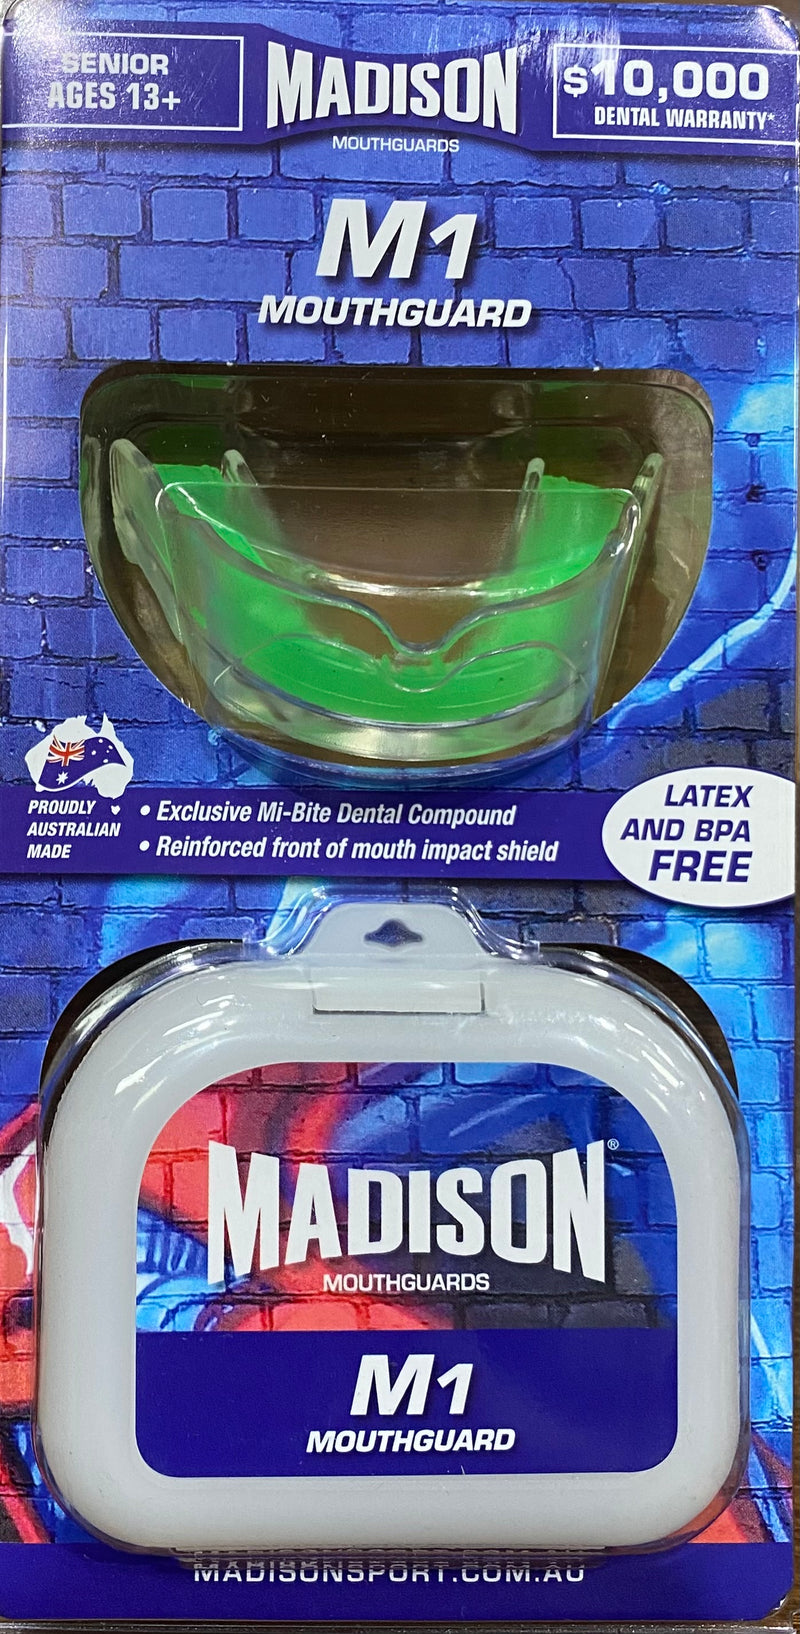 SENIOR
AGES 13+
MADISON
MOUTHGUARDS
$10,000
DENTAL WARRANTY*
M1
MOUTHGUARD
PROUDLY
AUSTRALIAN
MADE
• Exclusive Mi-Bite Dental Compound
• Reinforced front of mouth impact shield
LATEX
AND BPA
FREE
MADISON®
MOUTHGUARDS
M1
MOUTHGUARD
MADISONSPORT.COM.AU